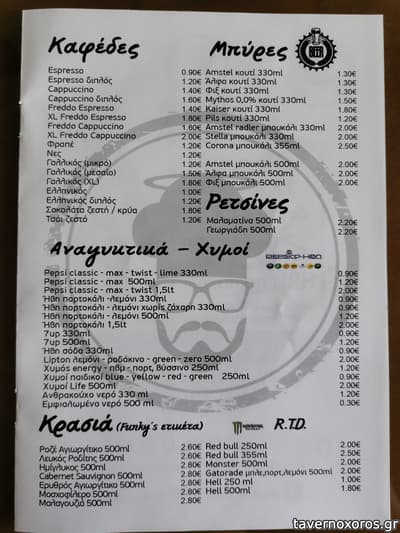 Καφέδες
Espresso 0.90€
Espresso διπλός 1.20€
Cappuccino 1.40€
Cappuccino διπλός 1.60€
Freddo Espresso 1.40€
XL Freddo Espresso 1.80€
Freddo Cappuccino 1.60€
XL Freddo Cappuccino 2.00€
Φραπέ 1.20€
Νες 1.20€
Γαλλικός (μικρό) 1.20€
Γαλλικός (μεσαίο) 1.50€
Γαλλικός (XL) 1.80€
Ελληνικός 1.00€
Ελληνικός διπλός 1.20€
Σοκολάτα ζεστή / κρύα 1.80€
Τσάι ζεστό 1.20€
Μπύρες
BEER
Amstel κουτί 330ml 1.30€
Άλφα κουτί 330ml 1.30€
Φιξ κουτί 330ml 1.30€
Mythos 0,0% κουτί 330ml 1.50€
Kaiser κουτί 330ml 1.80€
Pils κουτί 330ml 1.20€
Amstel radler μπουκάλι 330ml 2.00€
Stella μπουκάλι 330ml 2.00€
Corona μπουκάλι 355ml 2.50€
Amstel μπουκάλι 500ml 2.00€
Άλφα μπουκάλι 500ml 2.00€
Φιξ μπουκάλι 500ml 2.00€
Ρετσίνες
Μαλαματίνα 500ml 2.20€
Γεωργιάδη 500ml 2.20€
Αναψυκτικά – Χυμοί
Pepsi classic - max - twist - lime 330ml 0.90€
Pepsi classic - max 500ml 1.20€
Pepsi classic - max - twist 1,5lt 2.00€
Ήβη πορτοκάλι -λεμόνι 330ml 0.90€
Ήβη πορτοκάλι - λεμόνι χωρίς ζάχαρη 330ml 0.90€
Ήβη πορτοκάλι - λεμόνι 500ml 1.20€
Ήβη πορτοκάλι 1,5lt 2.00€
7up 330ml 0.90€
7up 500ml 1.20€
Ήβη σόδα 330ml 0.90€
Lipton λεμόνι - ροδάκινο - green - zero 500ml 2.00€
Χυμός energy - πβμ - πορτ, βύσσινο 250ml 1.20€
Χυμοί παιδικοί blue - yellow - red - green 250ml 0.90€
Χυμοί Life 500ml 2.00€
Ανθρακούχο νερό 330 ml 1.20€
Εμφιαλωμένο νερό 500 ml 0.30€
Κρασιά (Funky's ετικέτα)
Ροζέ Αγιωργίτικο 500ml 2.60€
Λευκός Ροδίτης 500ml 2.60€
Ημίγλυκος 500ml 2.60€
Cabernet Sauvignon 500ml 2.80€
Ερυθρός Αγιωργίτικο 500ml 2.80€
Μοσχοφίλερο 500ml 2.80€
Μαλαγουζιά 500ml 2.80€
R.T.D.
Red bull 250ml 2.00€
Red bull 355ml 2.50€
Monster 500ml 2.00€
Gatorade μπλε,πορτ,λεμόνι 500ml 2.00€
Hell 250 ml 1.00€
Hell 500ml 1.80€
tavernoxoros.gr